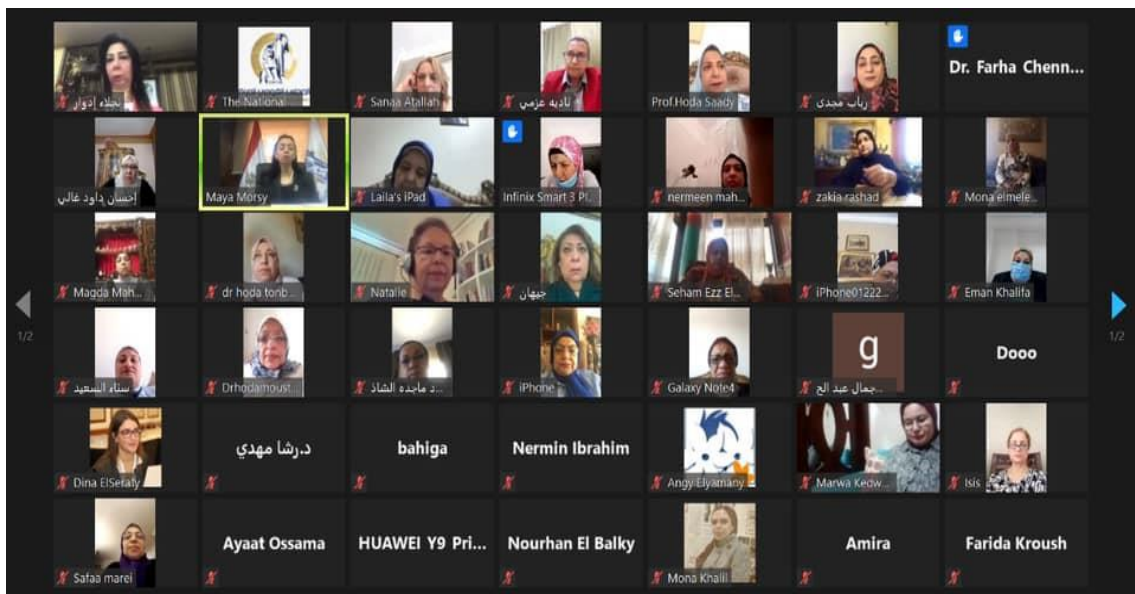 نجلاء إدوار
The National
Sanaa Atallah
ناديه عزمي
Prof.Hoda Saady
رباب مجدي
Dr. Farha Chenn...
إحسان داود غالي
Maya Morsy
Laila's iPad
Infinix Smart 3 Pl...
nermeen mah...
zakia rashad
Mona elmele...
Magda Mah...
dr hoda tonb...
Natalie
جيهان
Seham Ezz El...
iPhone01222...
Eman Khalifa
1/2
1/2
سناء السعيد
Drhodamoust...
د ماجده الشاذ...
iPhone
Galaxy Note4
g
جمال عبد الح...
Dooo
Dina ElSerafy
د.رشا مهدي
bahiga
Nermin Ibrahim
Angy Elyamany
Marwa Kedw...
Isis
Safaa marei
Ayaat Ossama
HUAWEI Y9 Pri...
Nourhan El Balky
Mona Khalil
Amira
Farida Kroush